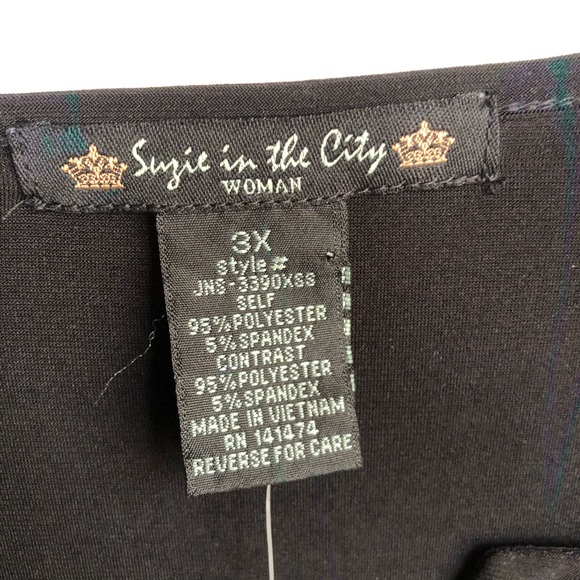 Suzie in the City
WOMAN
3X
style #
JNS-3390XSS
SELF
95%POLYESTER
5%SPANDEX
CONTRAST
95%POLYESTER
5%SPANDEX
MADE IN VIETNAM
RN 141474
REVERSE FOR CARE